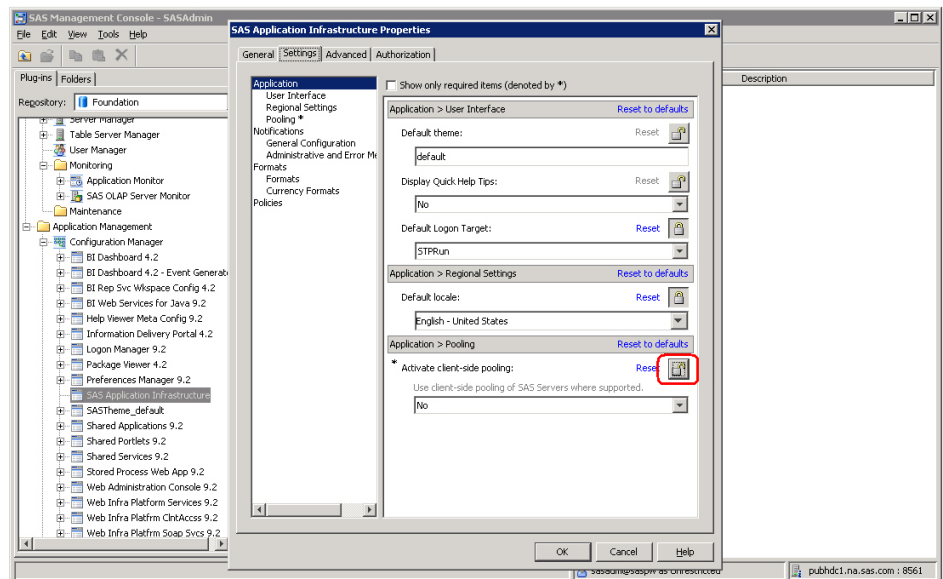 SAS Management Console - SASAdmin
File Edit View Tools Help
Plug-ins Folders
Repository: Foundation
Server Manager
Table Server Manager
User Manager
Monitoring
Application Monitor
SAS OLAP Server Monitor
Maintenance
Application Management
Configuration Manager
BI Dashboard 4.2
BI Dashboard 4.2 - Event Generat
BI Rep Svc Wkspace Config 4.2
BI Web Services for Java 9.2
Help Viewer Meta Config 9.2
Information Delivery Portal 4.2
Logon Manager 9.2
Package Viewer 4.2
Preferences Manager 9.2
SAS Application Infrastructure
SASTheme_default
Shared Applications 9.2
Shared Portlets 9.2
Shared Services 9.2
Stored Process Web App 9.2
Web Administration Console 9.2
Web Infra Platform Services 9.2
Web Infra Platfrm ClntAccss 9.2
Web Infra Platfrm Soap Svcs 9.2
SAS Application Infrastructure Properties
General Settings Advanced Authorization
Application
User Interface
Regional Settings
Pooling *
Notifications
General Configuration
Administrative and Error Me
Formats
Formats
Currency Formats
Policies
Show only required items (denoted by *)
Application > User Interface Reset to defaults
Default theme: Reset
default
Display Quick Help Tips: Reset
No
Default Logon Target: Reset
STPRun
Application > Regional Settings Reset to defaults
Default locale: Reset
English - United States
Application > Pooling Reset to defaults
* Activate client-side pooling: Reset
Use client-side pooling of SAS Servers where supported.
No
OK Cancel Help
Description
sasadm@saspw as Unrestricted
pubhdc1.na.sas.com : 8561